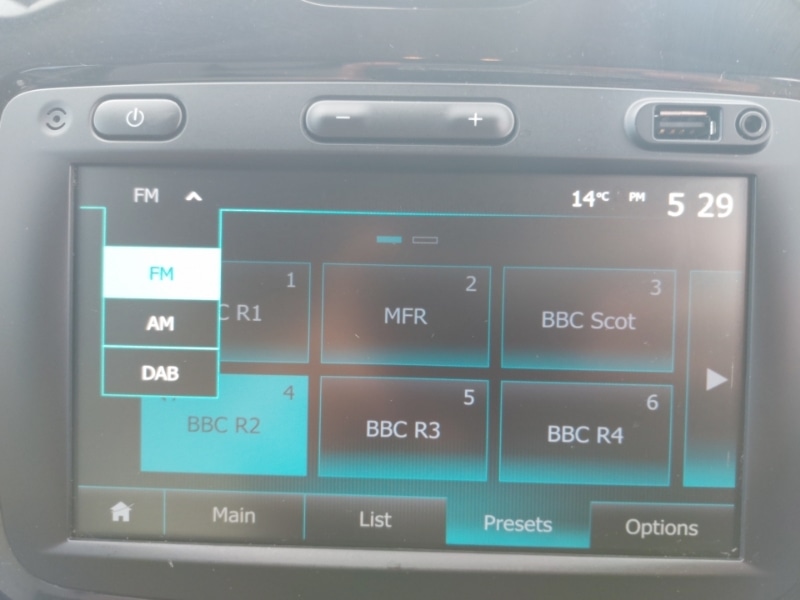 FM
14°C PM 5 29
FM
AM
DAB
C R1 1
MFR 2
BBC Scot 3
BBC R2 4
BBC R3 5
BBC R4 6
Main
List
Presets
Options